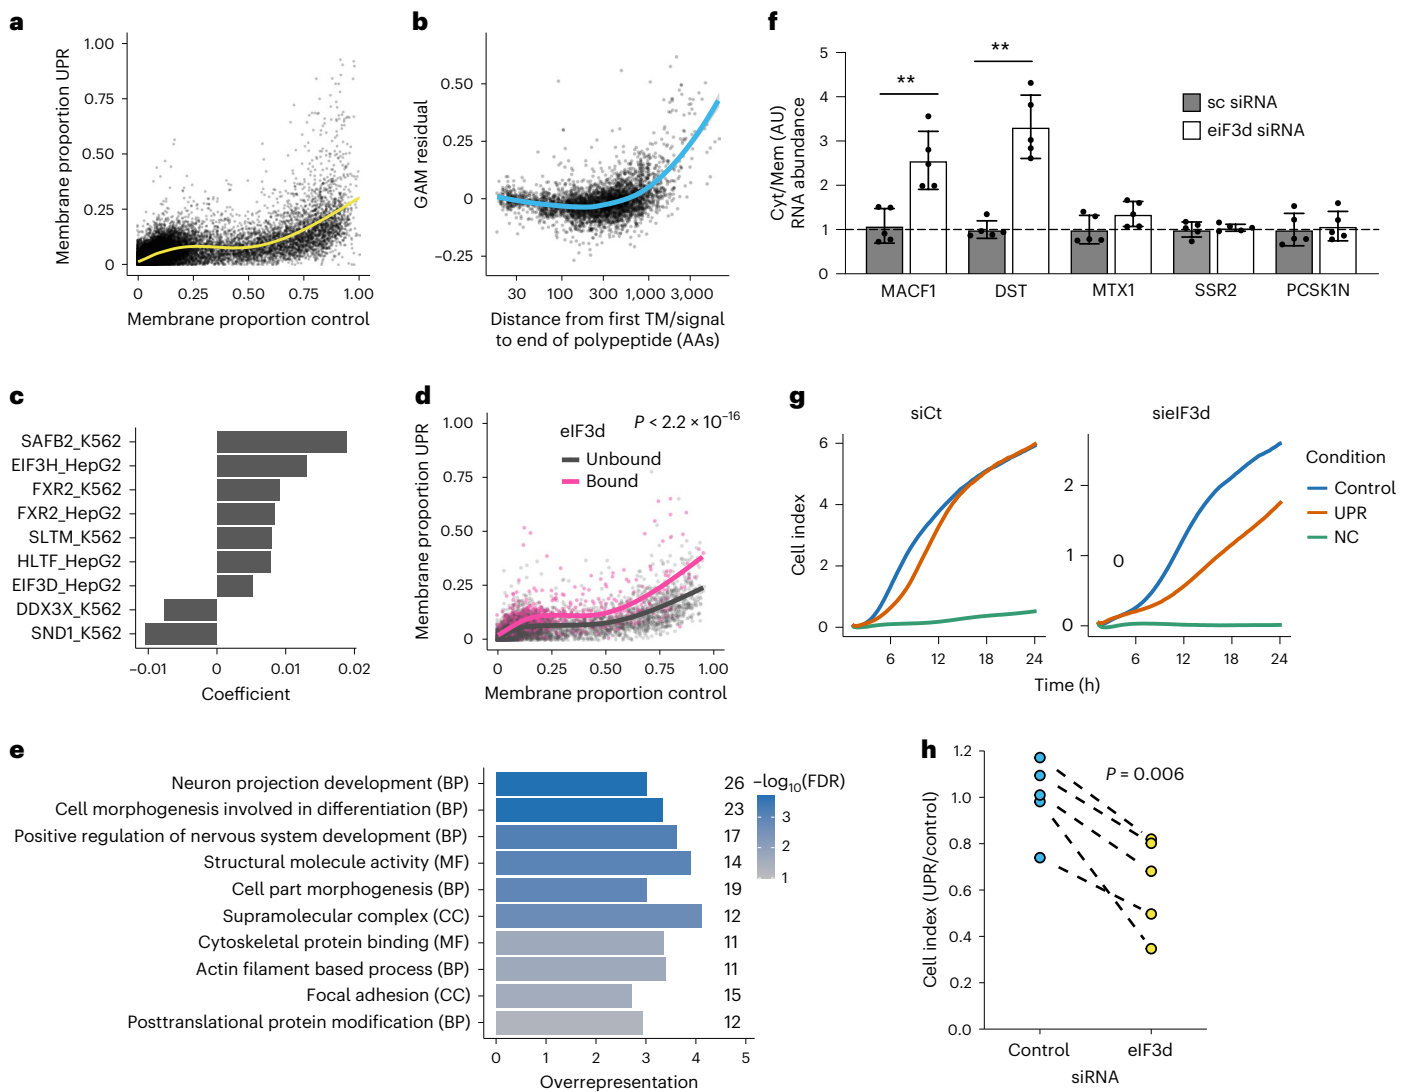 a
Membrane proportion UPR
1.00
0.75
0.50
0.25
0
0
0.25
0.50
0.75
1.00
Membrane proportion control
b
GAM residual
0.50
0.25
0
−0.25
30
100
300
1,000
3,000
Distance from first TM/signal
to end of polypeptide (AAs)
f
Cyt/Mem (AU)
RNA abundance
5
4
3
2
1
0
**
**
sc siRNA
eiF3d siRNA
MACF1
DST
MTX1
SSR2
PCSK1N
c
SAFB2_K562
EIF3H_HepG2
FXR2_K562
FXR2_HepG2
SLTM_K562
HLTF_HepG2
EIF3D_HepG2
DDX3X_K562
SND1_K562
−0.01
0
0.01
0.02
Coefficient
d
Membrane proportion UPR
1.00
0.75
0.50
0.25
0
eIF3d
Unbound
Bound
P < 2.2 × 10−16
0
0.25
0.50
0.75
1.00
Membrane proportion control
g
siCt
sieIF3d
Cell index
6
4
2
0
6
12
18
24
2
1
0
O
6
12
18
24
Time (h)
Condition
Control
UPR
NC
e
Neuron projection development (BP)
26
Cell morphogenesis involved in differentiation (BP)
23
Positive regulation of nervous system development (BP)
17
Structural molecule activity (MF)
14
Cell part morphogenesis (BP)
19
Supramolecular complex (CC)
12
Cytoskeletal protein binding (MF)
11
Actin filament based process (BP)
11
Focal adhesion (CC)
15
Posttranslational protein modification (BP)
12
−log10(FDR)
3
2
1
0
1
2
3
4
5
Overrepresentation
h
Cell index (UPR/control)
1.2
1.0
0.8
0.6
0.4
0.2
0.0
P = 0.006
Control
eIF3d
siRNA